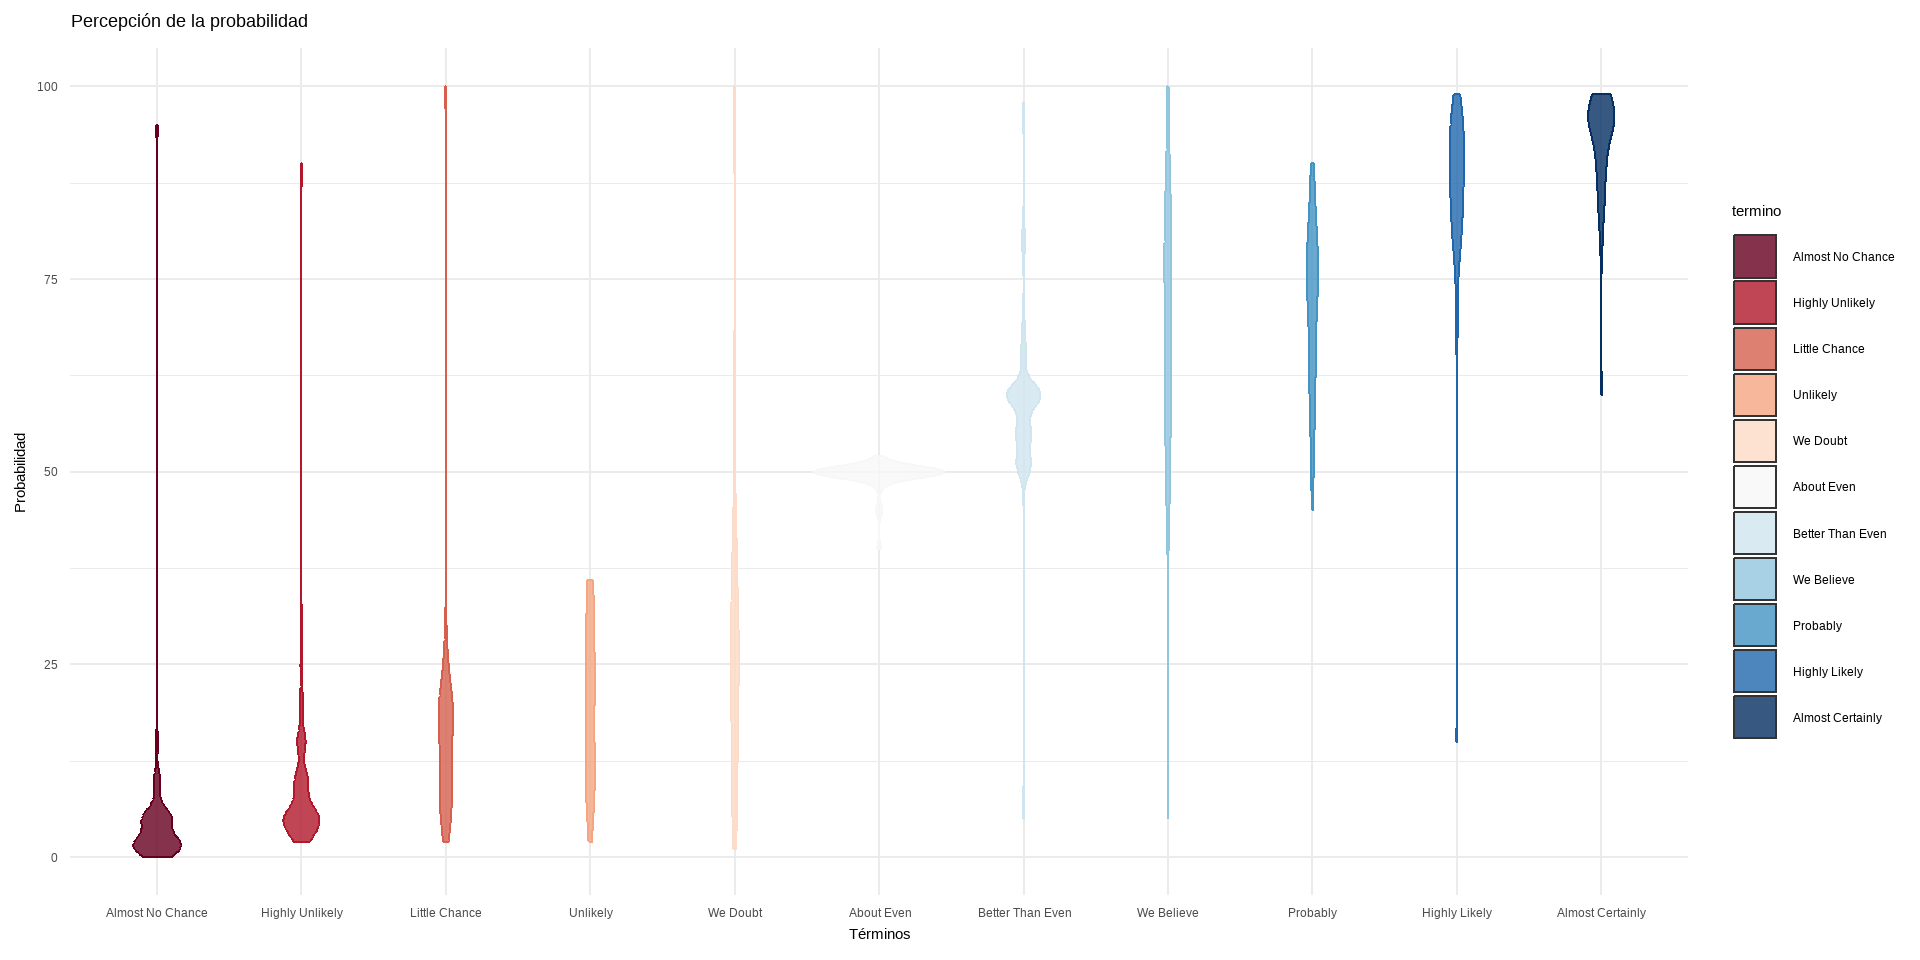 Percepción de la probabilidad
100
75
50
25
0
Probabilidad
Almost No Chance
Highly Unlikely
Little Chance
Unlikely
We Doubt
About Even
Better Than Even
We Believe
Probably
Highly Likely
Almost Certainly
Términos
termino
Almost No Chance
Highly Unlikely
Little Chance
Unlikely
We Doubt
About Even
Better Than Even
We Believe
Probably
Highly Likely
Almost Certainly